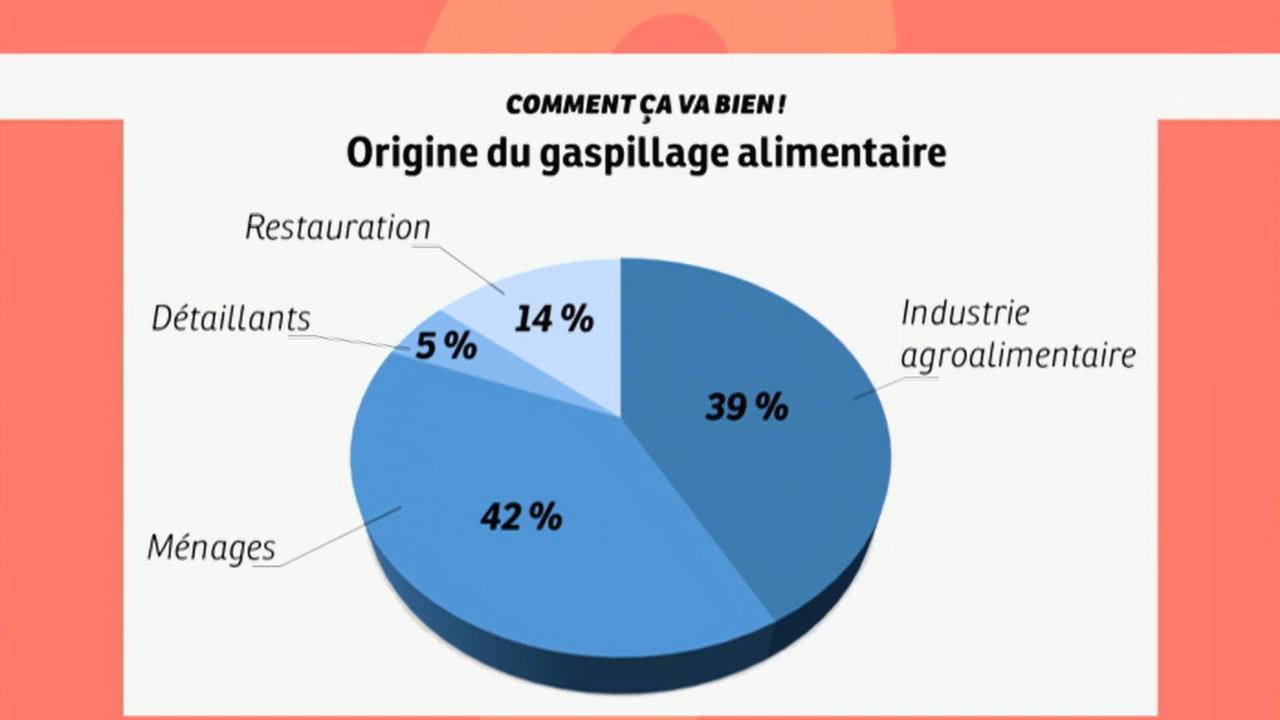 COMMENT ÇA VA BIEN !
Origine du gaspillage alimentaire
Restauration
Détaillants
Industrie
agroalimentaire
Ménages
14 %
5 %
39 %
42 %